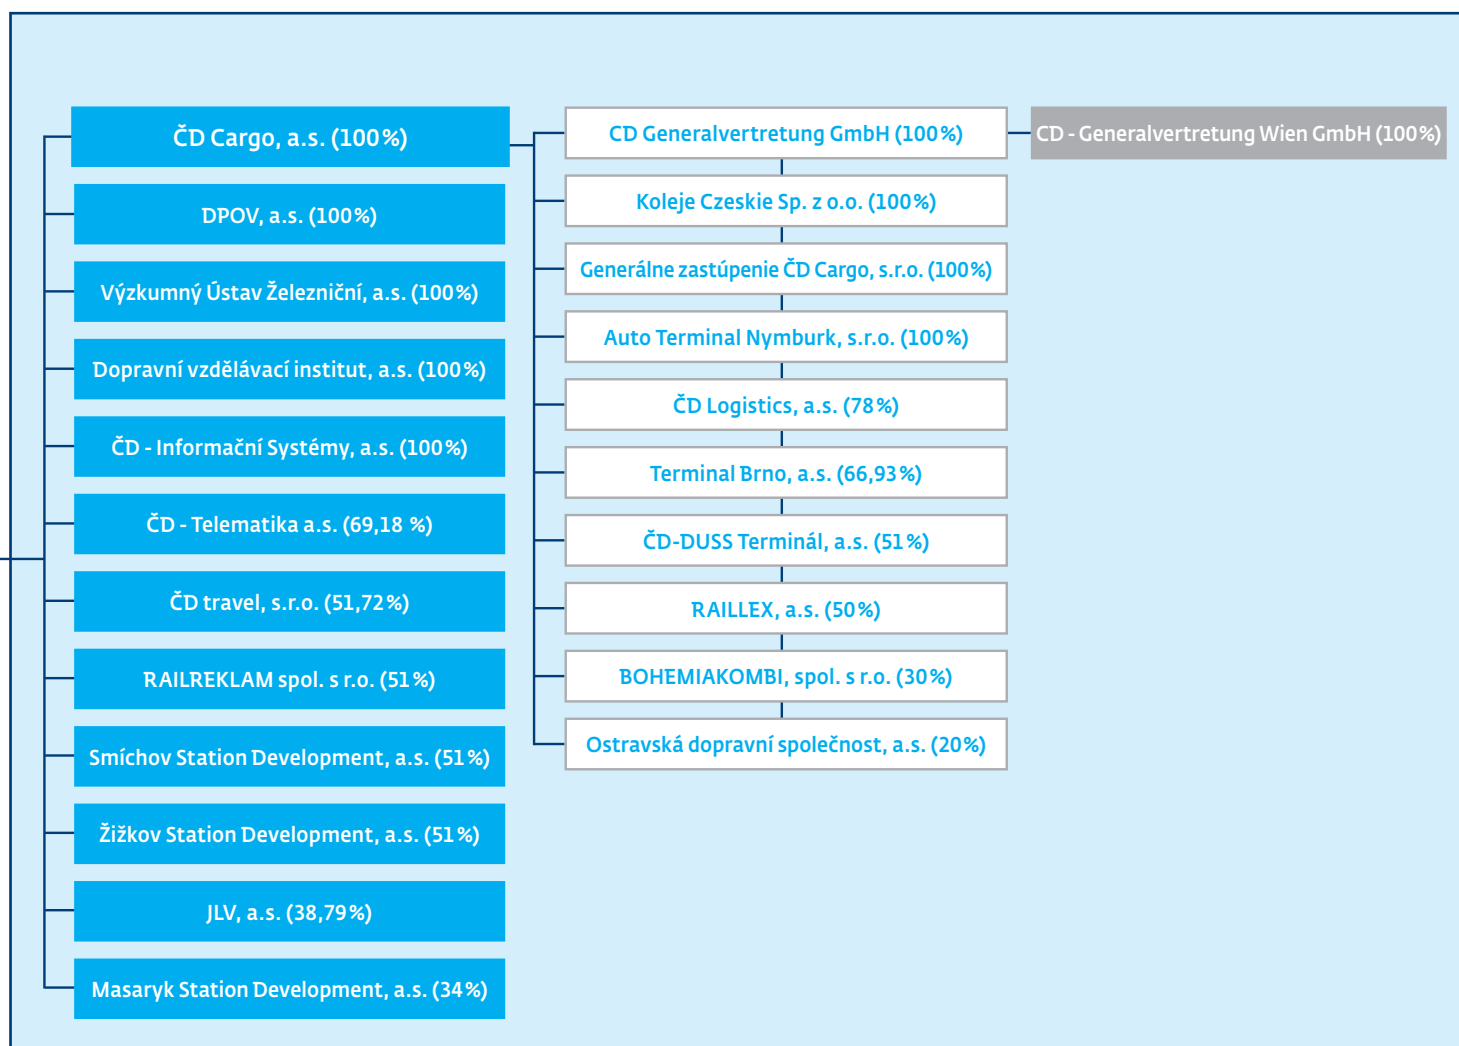 ČD Cargo, a.s. (100%)
DPOV, a.s. (100%)
Výzkumný Ústav Železniční, a.s. (100%)
Dopravní vzdělávací institut, a.s. (100%)
ČD - Informační Systémy, a.s. (100%)
ČD - Telematika a.s. (69,18 %)
ČD travel, s.r.o. (51,72%)
RAILREKLAM spol. s r.o. (51%)
Smíchov Station Development, a.s. (51%)
Žižkov Station Development, a.s. (51%)
JLV, a.s. (38,79%)
Masaryk Station Development, a.s. (34%)
CD Generalvertretung GmbH (100%)
Koleje Czeskie Sp. z o.o. (100%)
Generálne zastúpenie ČD Cargo, s.r.o. (100%)
Auto Terminal Nymburk, s.r.o. (100%)
ČD Logistics, a.s. (78%)
Terminal Brno, a.s. (66,93%)
ČD-DUSS Terminál, a.s. (51%)
RAILLEX, a.s. (50%)
BOHEMIAKOMBI, spol. s r.o. (30%)
Ostravská dopravní společnost, a.s. (20%)
CD - Generalvertretung Wien GmbH (100%)